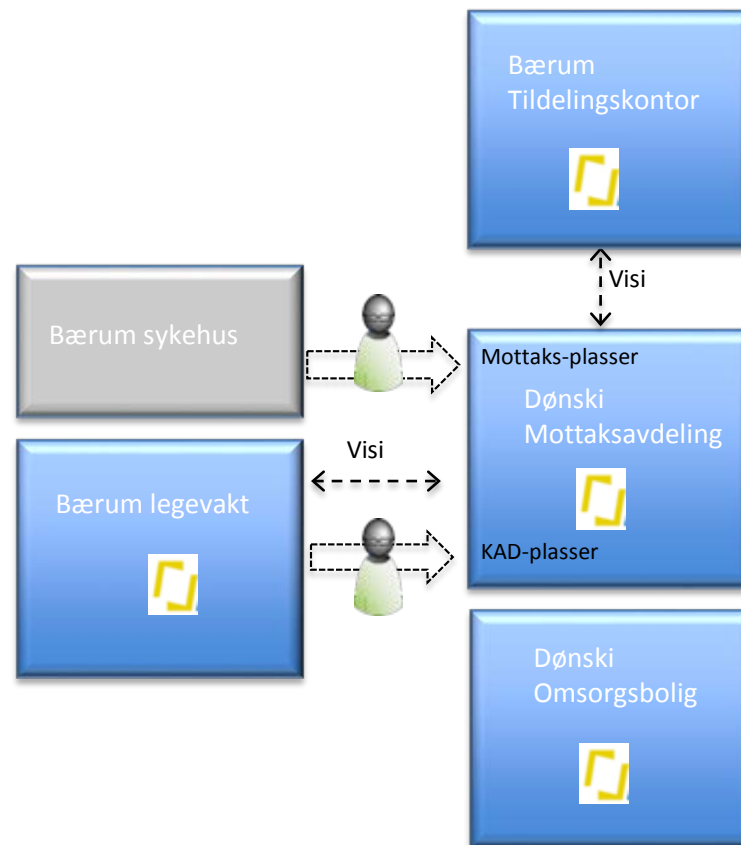 Bærum
Tildelingskontor
Visi
Bærum sykehus
Mottaks-plasser
Dønski
Mottaksavdeling
Visi
Bærum legevakt
KAD-plasser
Dønski
Omsorgsbolig